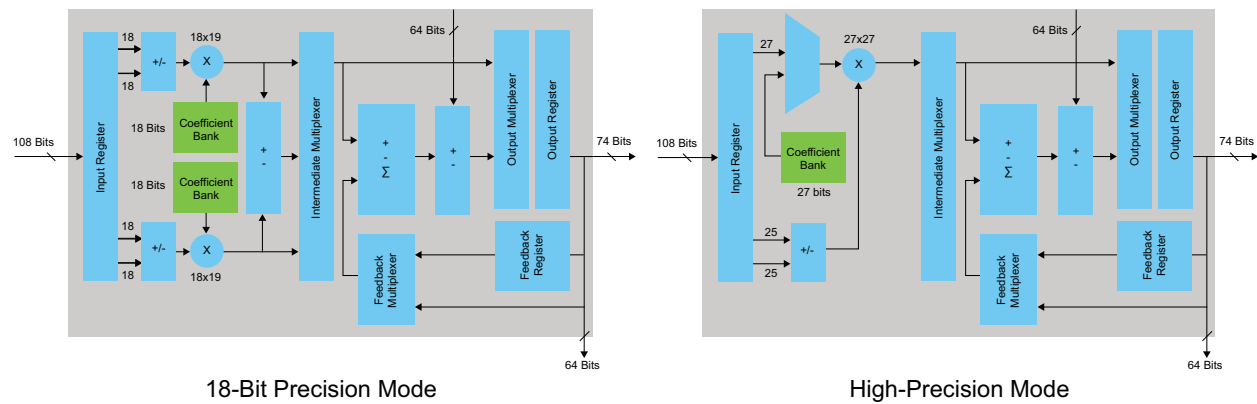 64 Bits
18
18
+/-
18x19
X
18 Bits
Coefficient
Bank
18 Bits
Coefficient
Bank
108 Bits
Input Register
18
18
+/-
X
18x19
+
-
Intermediate Multiplexer
+
-
Σ
+
-
Output Multiplexer
Output Register
74 Bits
Feedback
Multiplexer
Feedback
Register
64 Bits
18-Bit Precision Mode
64 Bits
27
25
27x27
X
Coefficient
Bank
27 bits
108 Bits
Input Register
25
25
+/-
Intermediate Multiplexer
+
-
Σ
+
-
Output Multiplexer
Output Register
74 Bits
Feedback
Multiplexer
Feedback
Register
64 Bits
High-Precision Mode